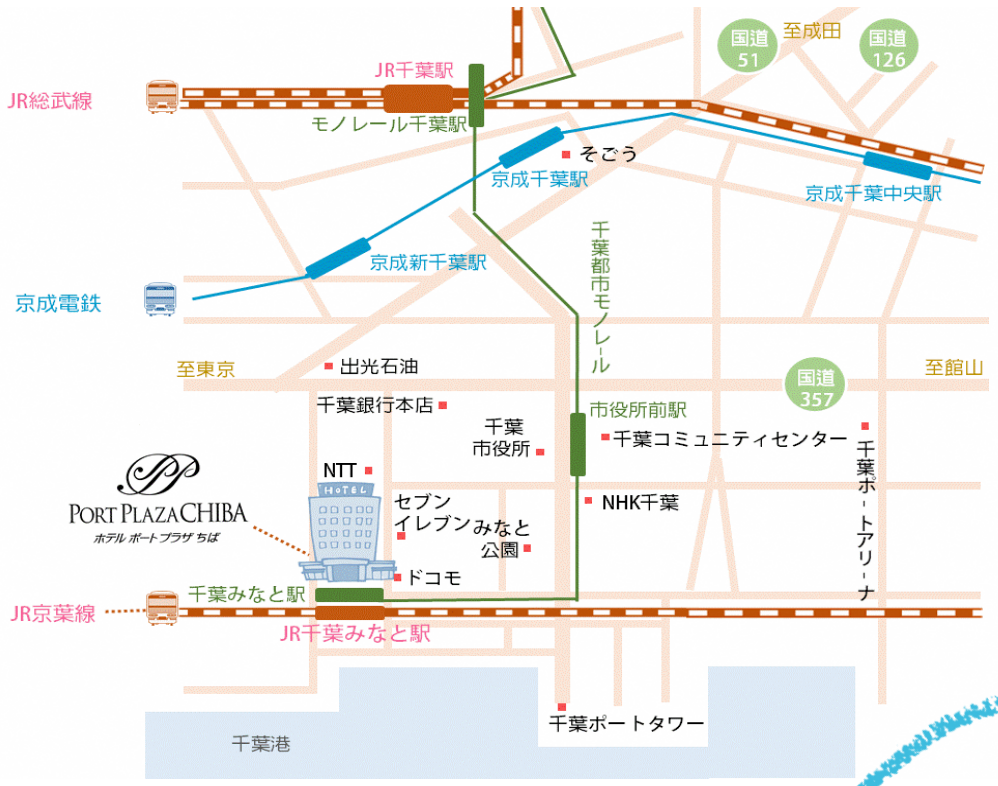 国道
51
至成田
国道
126
JR千葉駅
JR総武線
モノレール千葉駅
そごう
京成千葉駅
京成千葉中央駅
千葉都市モノレール
京成新千葉駅
京成電鉄
出光石油
至東京
至館山
国道
357
千葉銀行本店
市役所前駅
千葉
市役所
千葉コミュニティセンター
千葉ポートアリーナ
NTT
HOTEL
PP
PORT PLAZA CHIBA
ホテル ポートプラザ ちば
セブン
イレブン
NHK千葉
みなと
公園
ドコモ
千葉みなと駅
JR京葉線
JR千葉みなと駅
千葉ポートタワー
千葉港